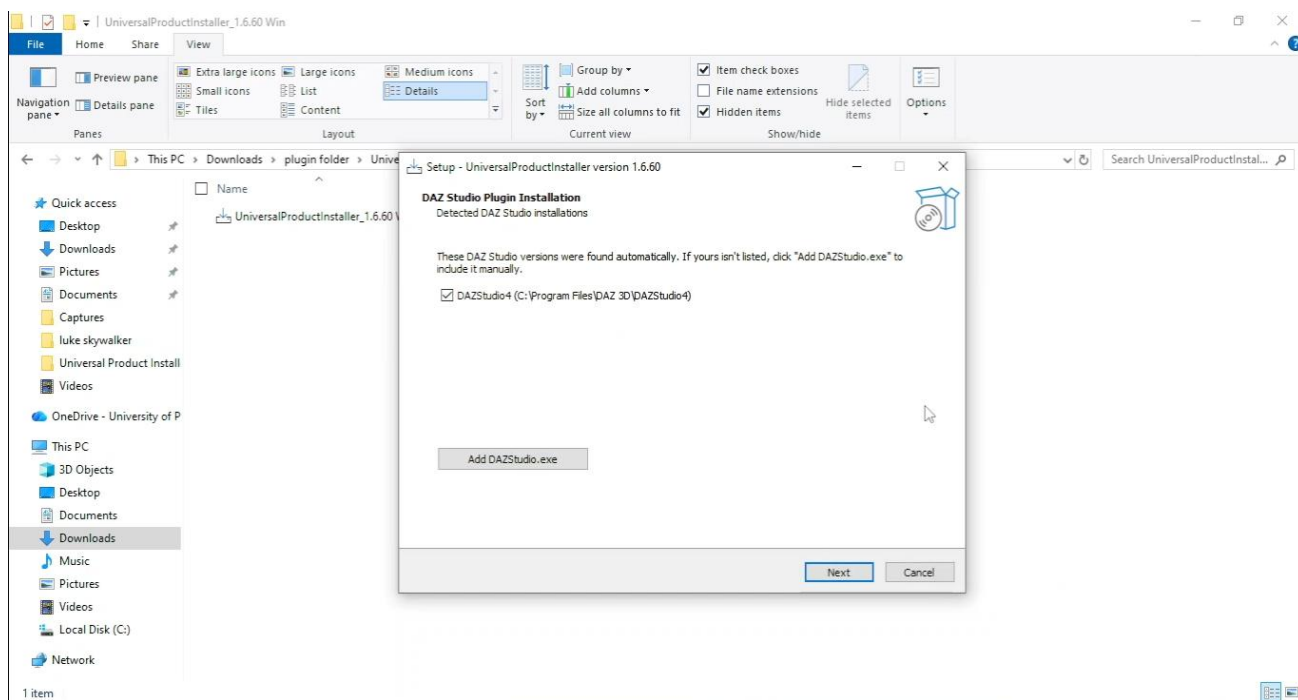 UniversalProductInstaller_1.6.60 Win
File Home Share View
Preview pane
Details pane
Navigation pane
Panes
Extra large icons Large icons Medium icons
Small icons List Details
Tiles Content
Layout
Sort by
Group by
Add columns
Size all columns to fit
Current view
Item check boxes
File name extensions
Hidden items
Hide selected items
Show/hide
Options
This PC > Downloads > plugin folder > Unive
Search UniversalProductInstal...
Name
UniversalProductInstaller_1.6.60 W
Quick access
Desktop
Downloads
Pictures
Documents
Captures
luke skywalker
Universal Product Install
Videos
OneDrive - University of P
This PC
3D Objects
Desktop
Documents
Downloads
Music
Pictures
Videos
Local Disk (C:)
Network
1 item
Setup - UniversalProductInstaller version 1.6.60
DAZ Studio Plugin Installation
Detected DAZ Studio installations
These DAZ Studio versions were found automatically. If yours isn't listed, click "Add DAZStudio.exe" to
include it manually.
DAZStudio4 (C:\Program Files\DAZ 3D\DAZStudio4)
Add DAZStudio.exe
Next Cancel